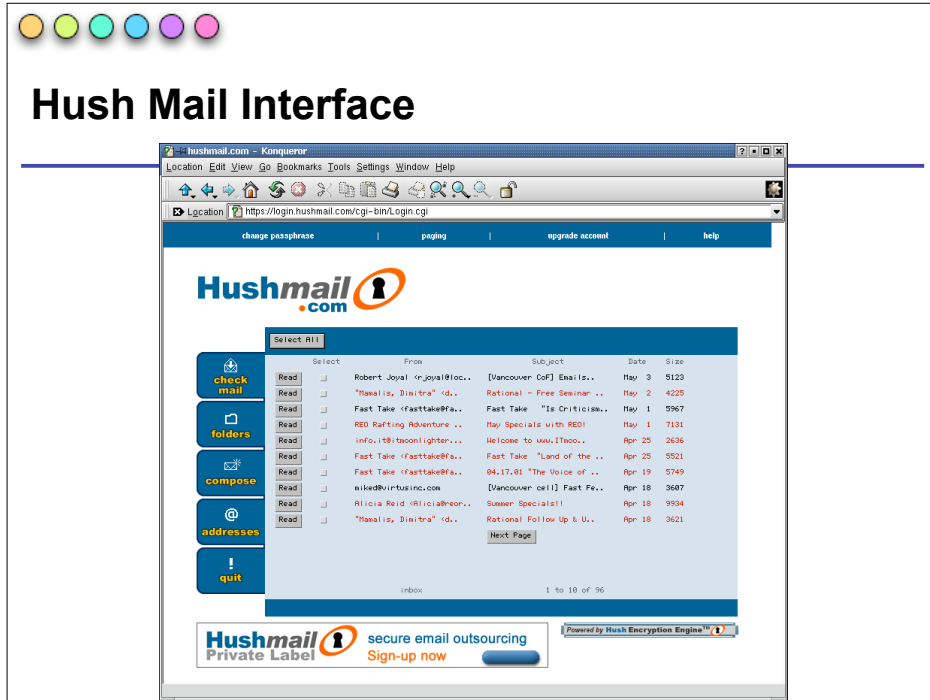 Hush Mail Interface
hushmail.com - Konqueror
Location Edit View Go Bookmarks Tools Settings Window Help
Location https://login.hushmail.com/cgi-bin/Login.cgi
change passphrase | paging | upgrade account | help
Hushmail
.com
Select All
Select From Subject Date Size
Read Robert Joyal <rjoyal@loc.. [Vancouver CoF] Emails.. May 3 5123
Read "Mamalis, Dimitra" <d.. Rational - Free Seminar .. May 2 4225
Read Fast Take <fasttake@fa.. Fast Take "Is Criticism.. May 1 5967
Read REO Rafting Adventure .. May Specials with REO! May 1 7131
Read info.it@itmoonlighter... Welcome to www.ITmoo.. Apr 25 2636
Read Fast Take <fasttake@fa.. Fast Take "Land of the .. Apr 25 5521
Read Fast Take <fasttake@fa.. 04.17.01 "The Voice of .. Apr 19 5749
Read miked@virtusinc.com [Vancouver cell] Fast Fe.. Apr 18 3607
Read Alicia Reid <Alicia@reor.. Summer Specials!! Apr 18 9934
Read "Mamalis, Dimitra" <d.. Rational Follow Up & U.. Apr 18 3621
Next Page
inbox 1 to 10 of 96
check
mail
folders
compose
@
addresses
!
quit
Hushmail
Private Label
secure email outsourcing
Sign-up now
Powered by Hush Encryption Engine™